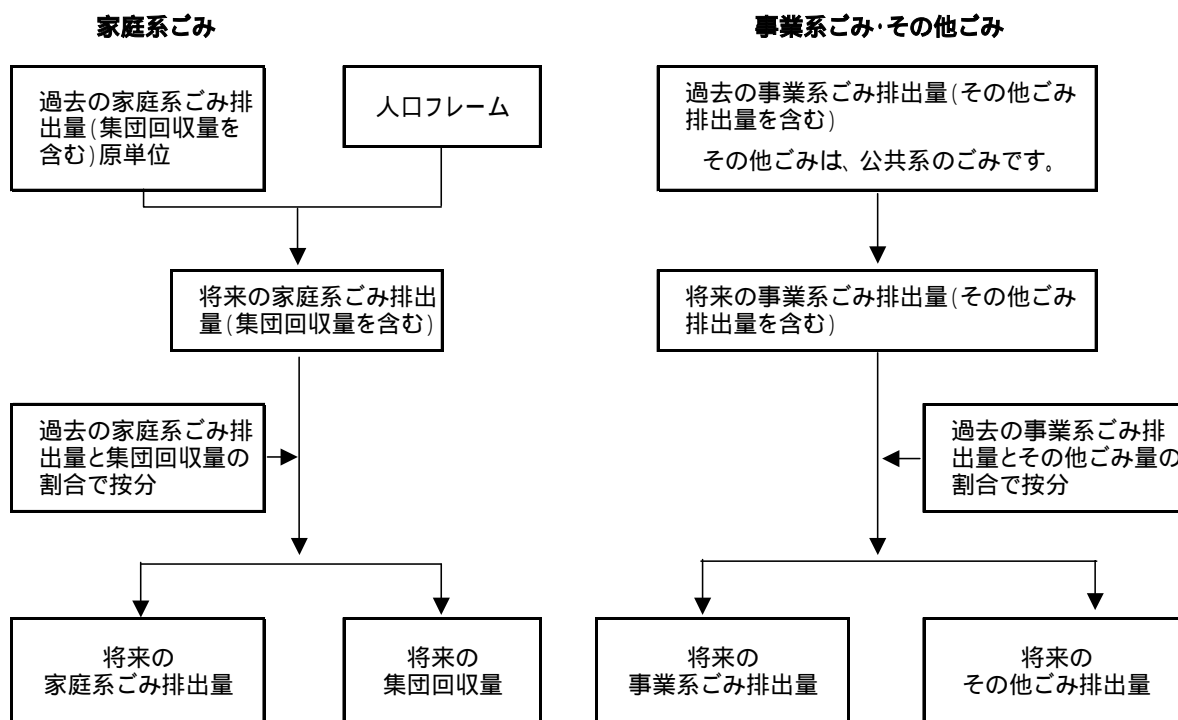 家庭系ごみ
過去の家庭系ごみ排
出量(集団回収量を
含む)原単位
人口フレーム
将来の家庭系ごみ排出
量(集団回収量を含む)
過去の家庭系ごみ排
出量と集団回収量の
割合で按分
将来の
家庭系ごみ排出量
将来の
集団回収量
事業系ごみ･その他ごみ
過去の事業系ごみ排出量(その他ごみ
排出量を含む)
その他ごみは、公共系のごみです。
将来の事業系ごみ排出量(その他ごみ
排出量を含む)
過去の事業系ごみ排
出量とその他ごみ量の
割合で按分
将来の
事業系ごみ排出量
将来の
その他ごみ排出量